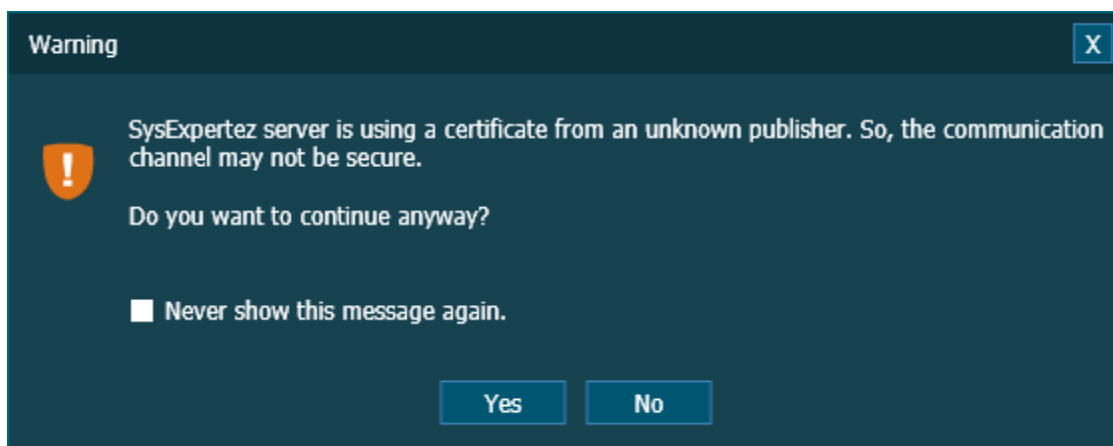 Warning
X
SysExpertez server is using a certificate from an unknown publisher. So, the communication
channel may not be secure.
Do you want to continue anyway?
Never show this message again.
Yes
No